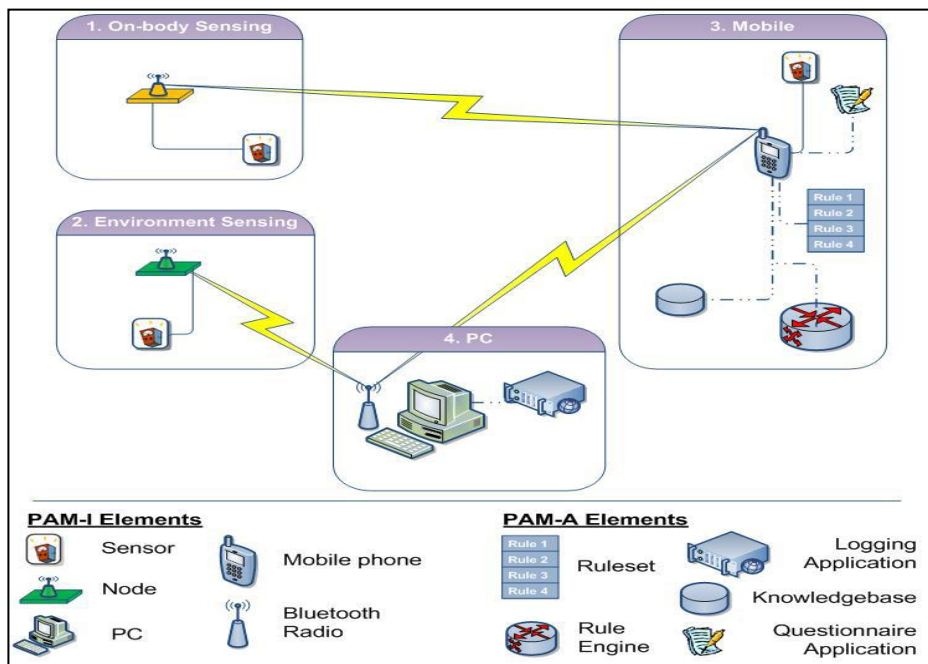 1. On-body Sensing
3. Mobile
Rule 1
Rule 2
Rule 3
Rule 4
2. Environment Sensing
4. PC
PAM-I Elements
Sensor
Mobile phone
Node
PC
Bluetooth
Radio
PAM-A Elements
Rule 1
Rule 2
Rule 3
Rule 4
Ruleset
Logging
Application
Knowledgebase
Rule
Engine
Questionnaire
Application